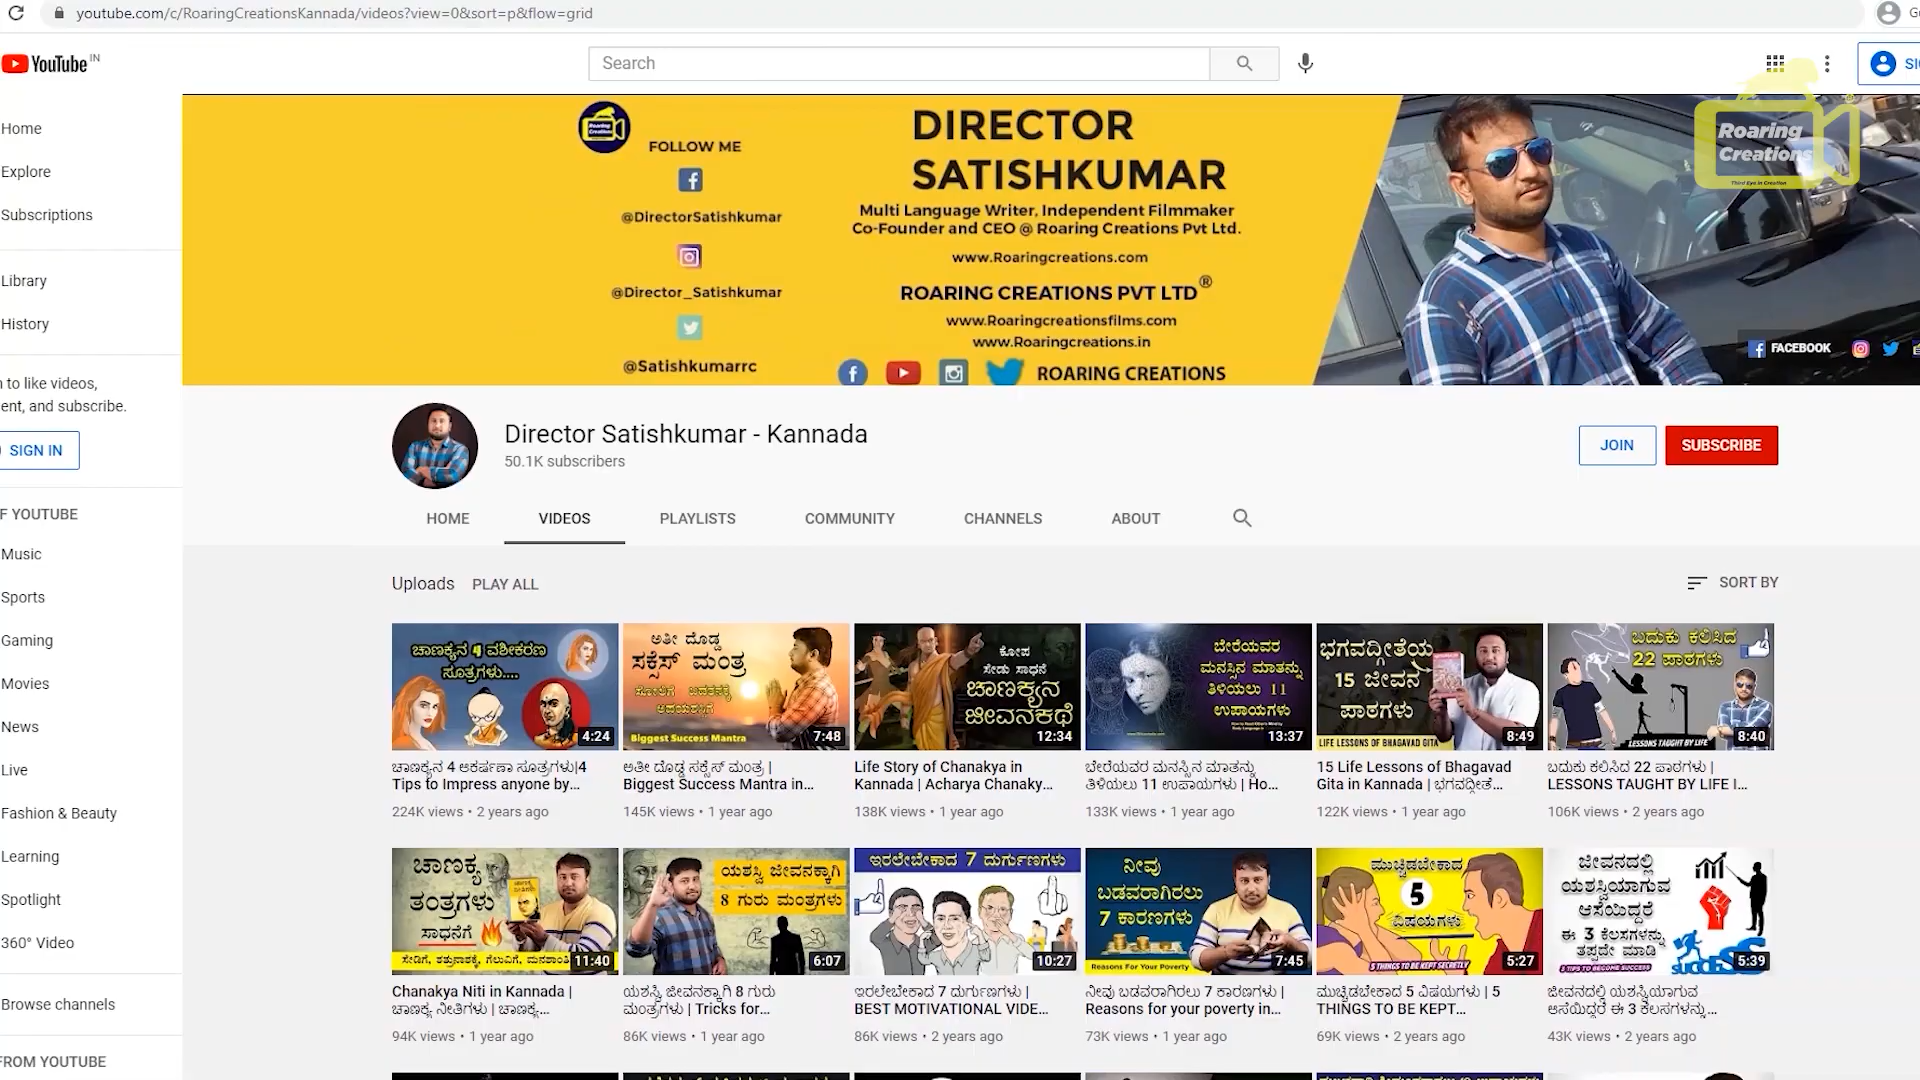 youtube.com/c/RoaringCreationsKannada/videos?view=0&sort=p&flow=grid
YouTube IN
Search
Home
Explore
Subscriptions
Library
History
to like videos,
ent, and subscribe.
SIGN IN
F YOUTUBE
Music
Sports
Gaming
Movies
News
Live
Fashion & Beauty
Learning
Spotlight
360° Video
Browse channels
FROM YOUTUBE
Roaring Creations
FOLLOW ME
@DirectorSatishkumar
@Director_Satishkumar
@Satishkumarrc
DIRECTOR
SATISHKUMAR
Multi Language Writer, Independent Filmmaker
Co-Founder and CEO @ Roaring Creations Pvt Ltd.
www.Roaringcreations.com
ROARING CREATIONS PVT LTD®
www.Roaringcreationsfilms.com
www.Roaringcreations.in
ROARING CREATIONS
Roaring
Creations
Third Eye in Creation
FACEBOOK
Director Satishkumar - Kannada
50.1K subscribers
JOIN SUBSCRIBE
HOME VIDEOS PLAYLISTS COMMUNITY CHANNELS ABOUT
Uploads PLAY ALL
SORT BY
ಚಾಣಕ್ಯನ 4 ವಶೀಕರಣ
ಸೂತ್ರಗಳು....
4:24
ಚಾಣಕ್ಯನ 4 ಆಕರ್ಷಣಾ ಸೂತ್ರಗಳು|4
Tips to Impress anyone by...
224K views • 2 years ago
ಅತೀ ದೊಡ್ಡ
ಸಕ್ಸೆಸ್ ಮಂತ್ರ
Biggest Success Mantra
7:48
ಅತೀ ದೊಡ್ಡ ಸಕ್ಸೆಸ್ ಮಂತ್ರ |
Biggest Success Mantra in...
145K views • 1 year ago
ಕೋಪ
ಸೇಡು ಸಾಧನೆ
ಚಾಣಕ್ಯನ
ಜೀವನಕಥೆ
12:34
Life Story of Chanakya in
Kannada | Acharya Chanaky...
138K views • 1 year ago
ಬೇರೆಯವರ
ಮನಸ್ಸಿನ ಮಾತನ್ನು
ತಿಳಿಯಲು 11
ಉಪಾಯಗಳು
13:37
ಬೇರೆಯವರ ಮನಸ್ಸಿನ ಮಾತನ್ನು
ತಿಳಿಯಲು 11 ಉಪಾಯಗಳು | Ho...
133K views • 1 year ago
ಭಗವದ್ಗೀತೆಯ
15 ಜೀವನ
ಪಾಠಗಳು
LIFE LESSONS OF BHAGAVAD GITA
8:49
15 Life Lessons of Bhagavad
Gita in Kannada | ಭಗವದ್ಗೀತೆ...
122K views • 1 year ago
ಬದುಕು ಕಲಿಸಿದ
22 ಪಾಠಗಳು
LESSONS TAUGHT BY LIFE
8:40
ಬದುಕು ಕಲಿಸಿದ 22 ಪಾಠಗಳು |
LESSONS TAUGHT BY LIFE I...
106K views • 2 years ago
ಚಾಣಕ್ಯ
ತಂತ್ರಗಳು
ಸಾಧನೆಗೆ
ಸೇಡಿಗೆ, ಶತ್ರುನಾಶಕ್ಕೆ, ಗೆಲುವಿಗೆ, ಮನಶಾಂತಿ
11:40
Chanakya Niti in Kannada |
ಚಾಣಕ್ಯ ನೀತಿಗಳು | ಚಾಣಕ್ಯ...
94K views • 1 year ago
ಯಶಸ್ವಿ ಜೀವನಕ್ಕಾಗಿ
8 ಗುರು ಮಂತ್ರಗಳು
6:07
ಯಶಸ್ವಿ ಜೀವನಕ್ಕಾಗಿ 8 ಗುರು
ಮಂತ್ರಗಳು | Tricks for...
86K views • 1 year ago
ಇರಲೇಬೇಕಾದ 7 ದುರ್ಗುಣಗಳು
10:27
ಇರಲೇಬೇಕಾದ 7 ದುರ್ಗುಣಗಳು |
BEST MOTIVATIONAL VIDE...
86K views • 2 years ago
ನೀವು
ಬಡವರಾಗಿರಲು
7 ಕಾರಣಗಳು
Reasons For Your Poverty
7:45
ನೀವು ಬಡವರಾಗಿರಲು 7 ಕಾರಣಗಳು |
Reasons for your poverty in...
73K views • 1 year ago
ಮುಚ್ಚಿಡಬೇಕಾದ
5
ವಿಷಯಗಳು
5 THINGS TO BE KEPT SECRETLY
5:27
ಮುಚ್ಚಿಡಬೇಕಾದ 5 ವಿಷಯಗಳು | 5
THINGS TO BE KEPT...
69K views • 2 years ago
ಜೀವನದಲ್ಲಿ
ಯಶಸ್ವಿಯಾಗುವ
ಆಸೆಯಿದ್ದರೆ
ಈ 3 ಕೆಲಸಗಳನ್ನು
ತಪ್ಪದೇ ಮಾಡಿ
3 TIPS TO BECOME SUCCESS
SUCCESS
5:39
ಜೀವನದಲ್ಲಿ ಯಶಸ್ವಿಯಾಗುವ
ಆಸೆಯಿದ್ದರೆ ಈ 3 ಕೆಲಸಗಳನ್ನು...
43K views • 2 years ago